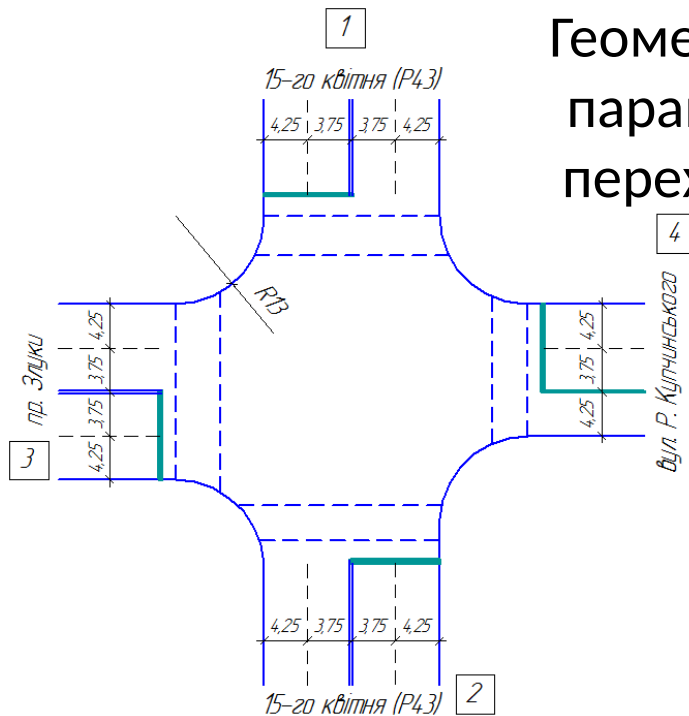 1
Геоме
15-го квітня (Р43)
4,25 3,75 3,75 4,25
пара
перех
4
R13
пр. Злуки
4,25
3,75
3,75
4,25
3
4,25
3,75
4,25
вул. Р. Купчинського
4,25 3,75 3,75 4,25
15-го квітня (Р43)
2